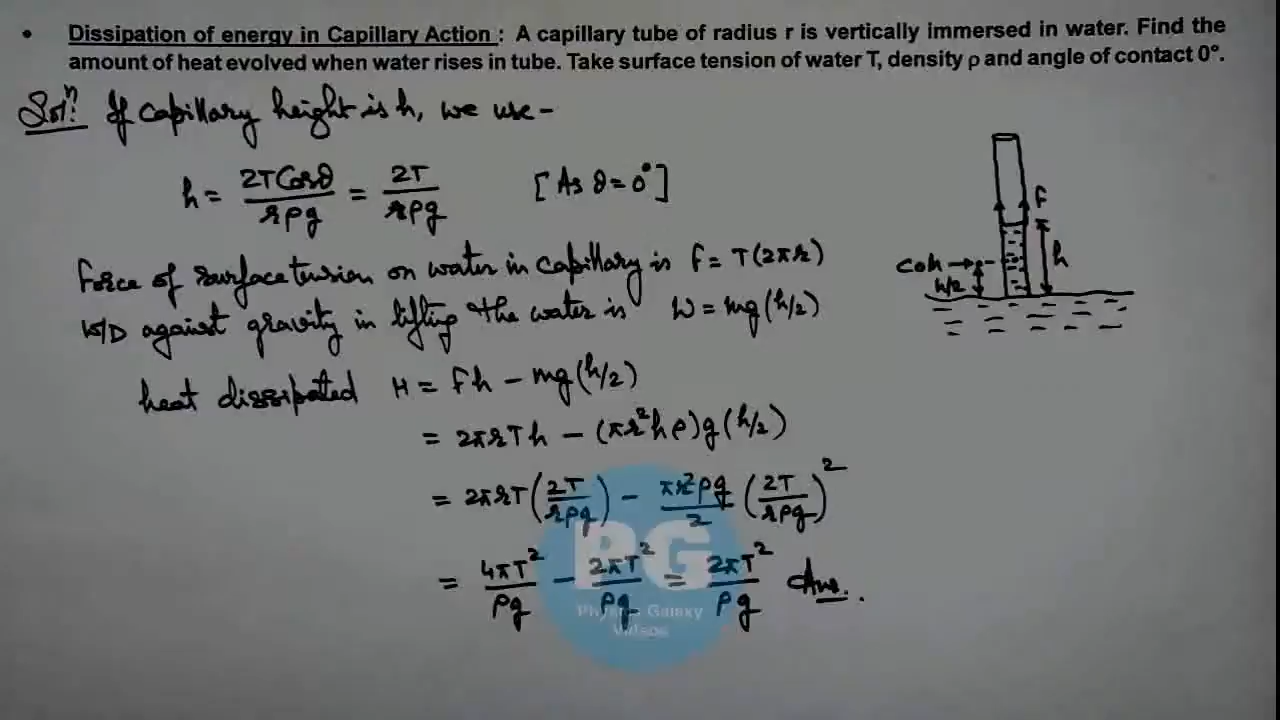 • Dissipation of energy in Capillary Action : A capillary tube of radius r is vertically immersed in water. Find the
amount of heat evolved when water rises in tube. Take surface tension of water T, density ρ and angle of contact 0°.
Solⁿ: If capillary height is h, we use –
h = 2TCosθ/rρg = 2T/rρg [As θ=0°]
F
h
COM
h/2
Force of surface tension on water in capillary is F = T(2πr)
W/D against gravity in lifting the water is W = mg(h/2)
heat dissipated H = Fh – mg(h/2)
= 2πrTh – (πr²hρ)g(h/2)
= 2πrT(2T/rρg) – πr²ρg/2 (2T/rρg)²
= 4πT²/ρg – 2πT²/ρg = 2πT²/ρg Ans.
PG
Physics Galaxy